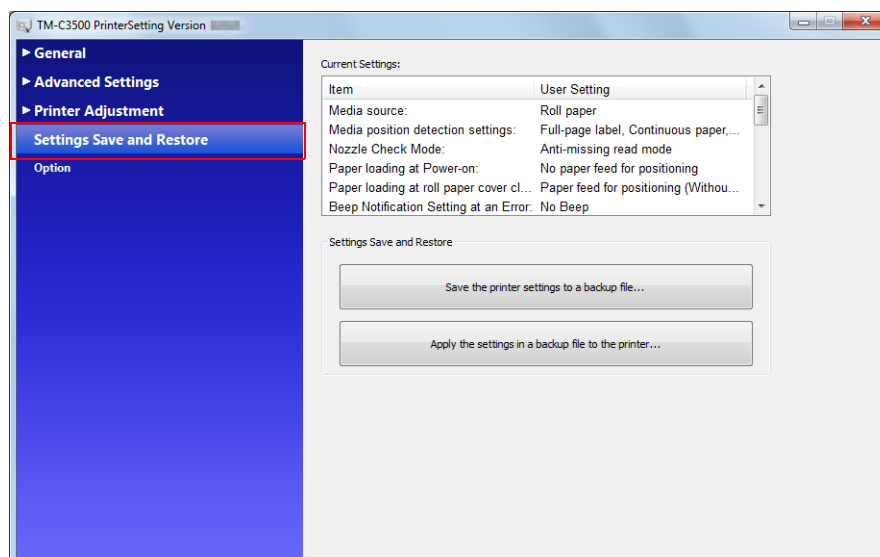 TM-C3500 PrinterSetting Version
General
Advanced Settings
Printer Adjustment
Settings Save and Restore
Option
Current Settings:
Item User Setting
Media source: Roll paper
Media position detection settings: Full-page label, Continuous paper,...
Nozzle Check Mode: Anti-missing read mode
Paper loading at Power-on: No paper feed for positioning
Paper loading at roll paper cover cl... Paper feed for positioning (Withou...
Beep Notification Setting at an Error: No Beep
Settings Save and Restore
Save the printer settings to a backup file...
Apply the settings in a backup file to the printer...